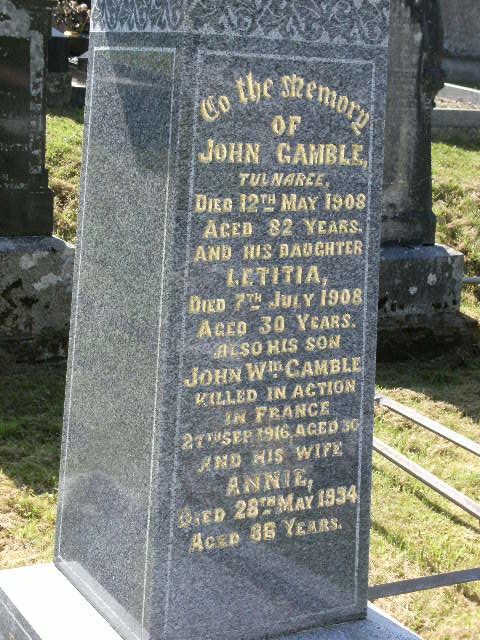 To the Memory
OF
JOHN GAMBLE,
TULNAREE,
DIED 12TH MAY 1908
AGED 82 YEARS.
AND HIS DAUGHTER
LETITIA,
DIED 7TH JULY 1908
AGED 30 YEARS.
ALSO HIS SON
JOHN WM GAMBLE
KILLED IN ACTION
IN FRANCE
27TH SEP. 1916, AGED 30
AND HIS WIFE
ANNIE,
DIED 28TH MAY 1934
AGED 86 YEARS.